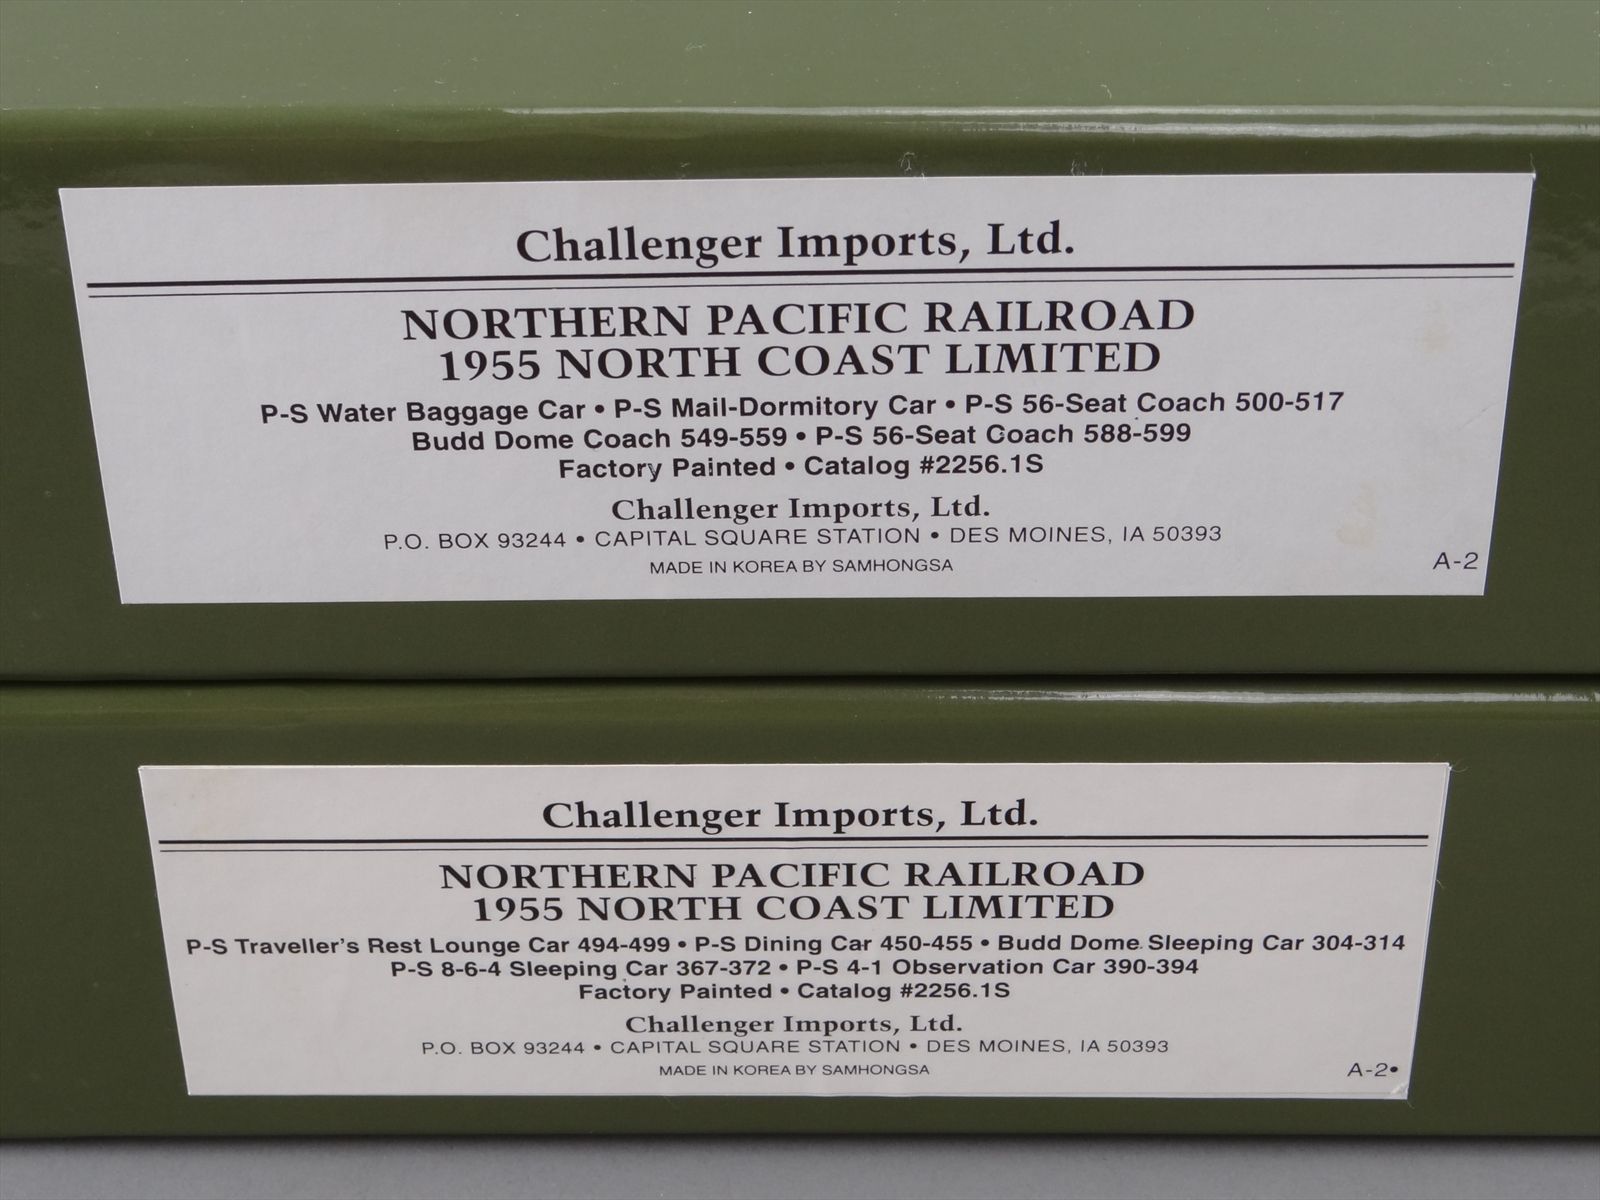 Challenger Imports, Ltd.
NORTHERN PACIFIC RAILROAD
1955 NORTH COAST LIMITED
P-S Water Baggage Car • P-S Mail-Dormitory Car • P-S 56-Seat Coach 500-517
Budd Dome Coach 549-559 • P-S 56-Seat Coach 588-599
Factory Painted • Catalog #2256.1S
Challenger Imports, Ltd.
P.O. BOX 93244 • CAPITAL SQUARE STATION • DES MOINES, IA 50393
MADE IN KOREA BY SAMHONGSA
A-2
Challenger Imports, Ltd.
NORTHERN PACIFIC RAILROAD
1955 NORTH COAST LIMITED
P-S Traveller's Rest Lounge Car 494-499 • P-S Dining Car 450-455 • Budd Dome Sleeping Car 304-314
P-S 8-6-4 Sleeping Car 367-372 • P-S 4-1 Observation Car 390-394
Factory Painted • Catalog #2256.1S
Challenger Imports, Ltd.
P.O. BOX 93244 • CAPITAL SQUARE STATION • DES MOINES, IA 50393
MADE IN KOREA BY SAMHONGSA
A-2•